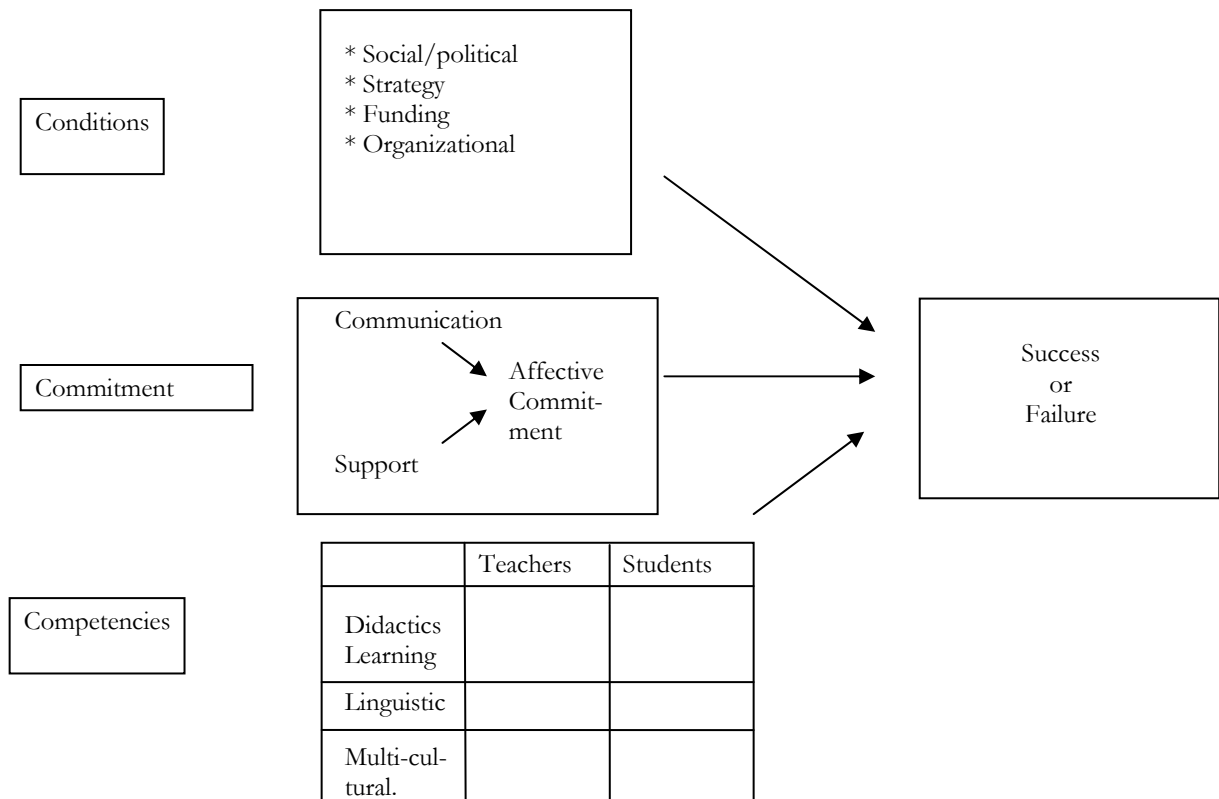 Conditions
* Social/political
* Strategy
* Funding
* Organizational
Commitment
Communication
Affective
Commit-
ment
Support
Success
or
Failure
Competencies
Teachers Students
Didactics
Learning
Linguistic
Multi-cul-
tural.